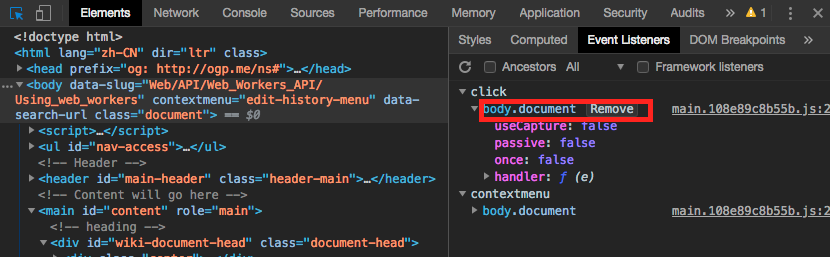 Elements Network Console Sources Performance Memory Application Security Audits » 1
<!doctype html>
<html lang="zh-CN" dir="ltr" class>
<head prefix="og: http://ogp.me/ns#">…</head>
… <body data-slug="Web/API/Web_Workers_API/
Using_web_workers" contextmenu="edit-history-menu" data-
search-url class="document"> == $0
<script>…</script>
<ul id="nav-access">…</ul>
<!-- Header -->
<header id="main-header" class="header-main">…</header>
<!-- Content will go here -->
<main id="content" role="main">
<!-- heading -->
<div id="wiki-document-head" class="document-head">
Styles Computed Event Listeners DOM Breakpoints »
Ancestors All Framework listeners
click
body.document Remove main.108e89c8b55b.js:2
useCapture: false
passive: false
once: false
handler: ƒ (e)
contextmenu
body.document main.108e89c8b55b.js:2